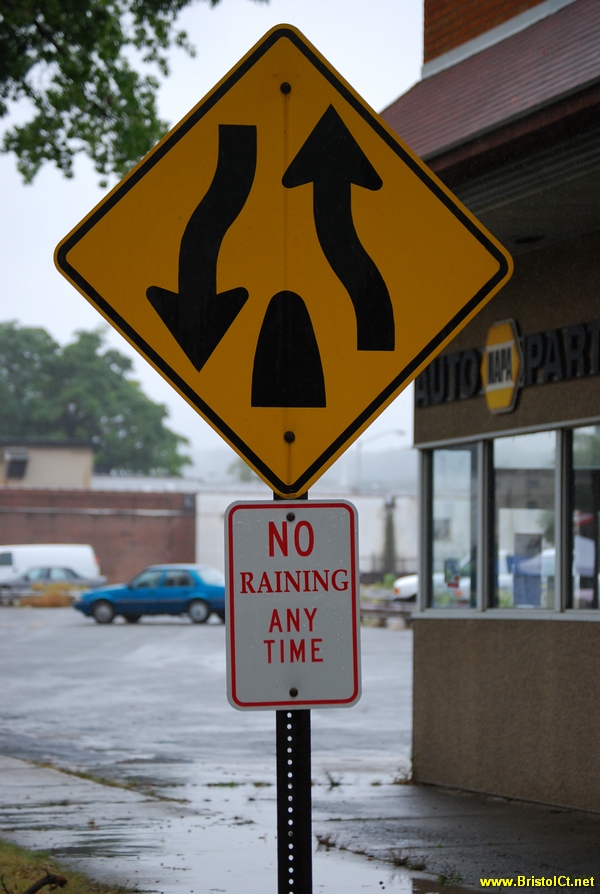 AUTO NAPA PART
NO
RAINING
ANY
TIME
www.BristolCt.net